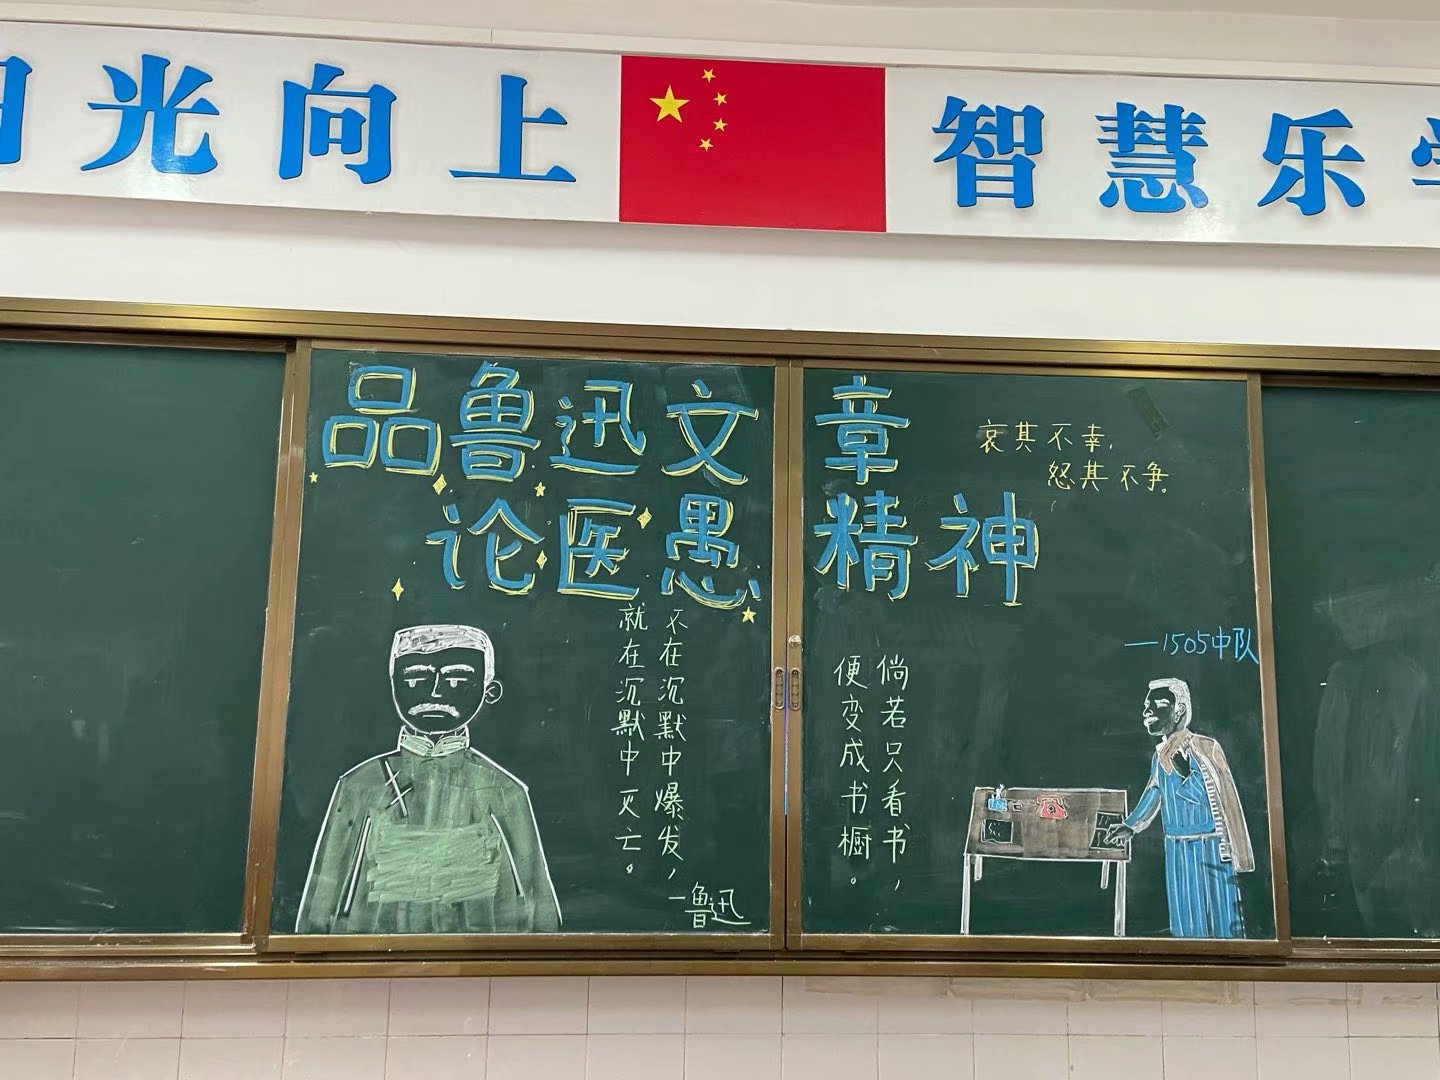 光向上
智慧乐
品鲁迅文章
论医愚精神
哀其不幸，
怒其不争。
不在沉默中爆发，
就在沉默中灭亡。
一鲁迅
倘若只看书，
便变成书橱。
一1505中队